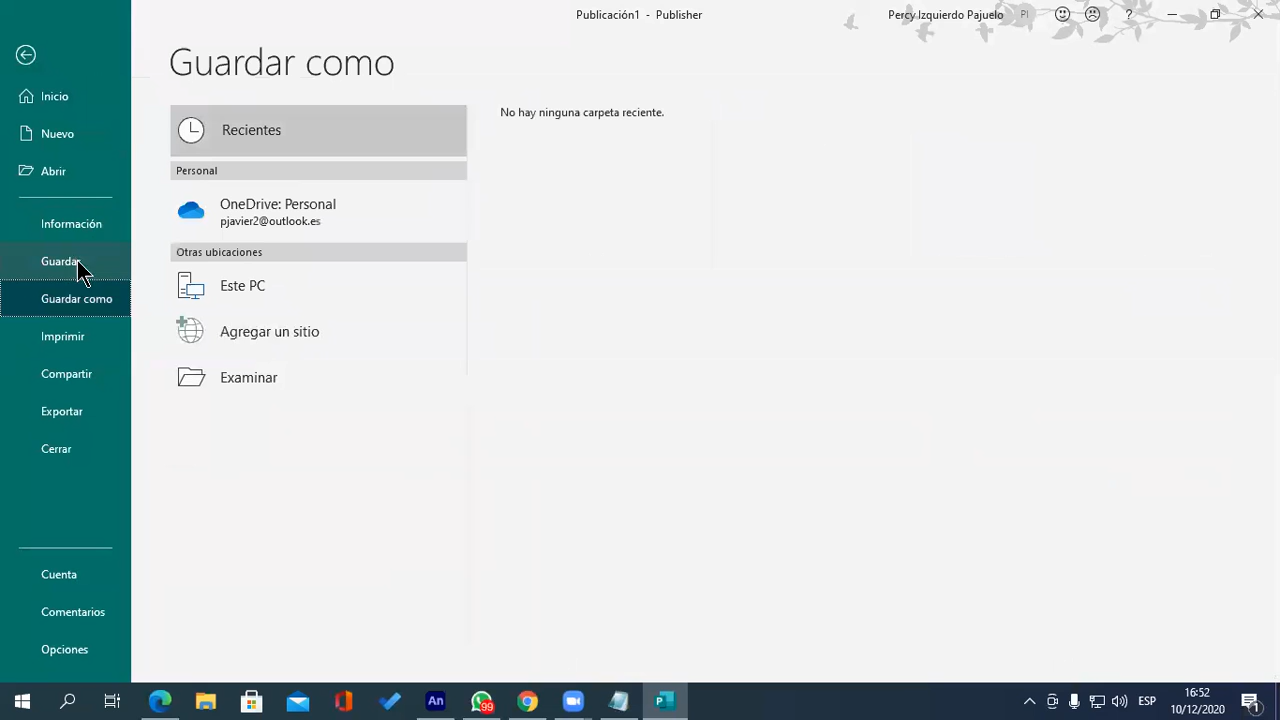 Publicación1 - Publisher
Percy Izquierdo Pajuelo
PI
?
Guardar como
Inicio
Nuevo
Abrir
Información
Guardar
Guardar como
Imprimir
Compartir
Exportar
Cerrar
Cuenta
Comentarios
Opciones
Recientes
Personal
OneDrive: Personal
pjavier2@outlook.es
Otras ubicaciones
Este PC
Agregar un sitio
Examinar
No hay ninguna carpeta reciente.
An
99
P
ESP
16:52
10/12/2020
1